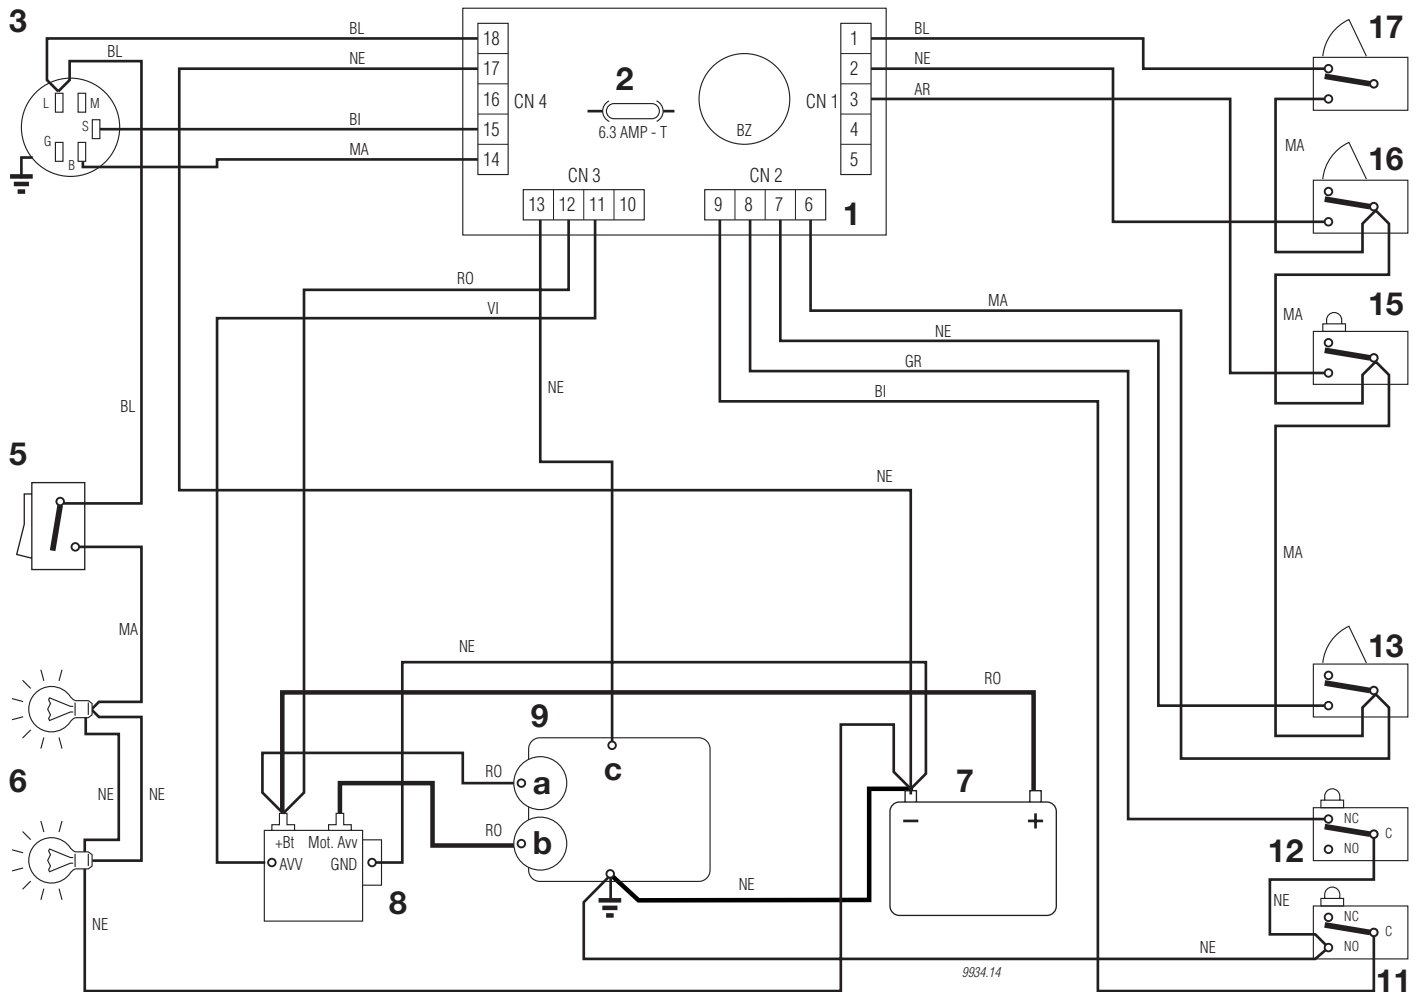 3
BL
BL
NE
BI
MA
L
M
S
G
B
18
17
16
15
14
CN 4
2
6.3 AMP - T
BZ
CN 1
1
2
3
4
5
CN 3
13
12
11
10
CN 2
9
8
7
6
1
BL
NE
AR
17
MA
16
MA
15
RO
VI
NE
MA
NE
GR
BI
BL
5
NE
MA
MA
13
NE
RO
9
6
NE
NE
NE
RO
a
c
RO
b
7
−
+
+Bt
Mot. Avv
AVV
GND
8
NE
NC
C
NO
12
NE
NC
C
NO
NE
11
9934.14